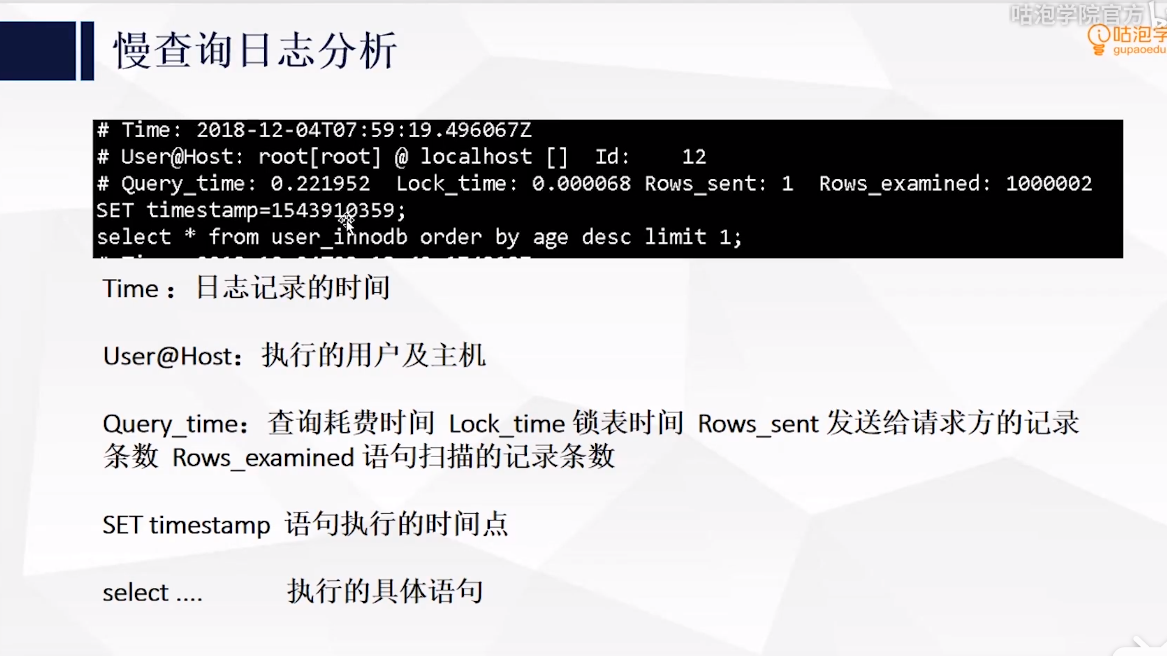 咕泡学院官方
慢查询日志分析
咕泡学
gupaoedu
# Time: 2018-12-04T07:59:19.496067Z
# User@Host: root[root] @ localhost []  Id:    12
# Query_time: 0.221952  Lock_time: 0.000068 Rows_sent: 1  Rows_examined: 1000002
SET timestamp=1543910359;
select * from user_innodb order by age desc limit 1;
Time： 日志记录的时间
User@Host：执行的用户及主机
Query_time：查询耗费时间 Lock_time 锁表时间 Rows_sent 发送给请求方的记录
条数 Rows_examined 语句扫描的记录条数
SET timestamp 语句执行的时间点
select .... 执行的具体语句